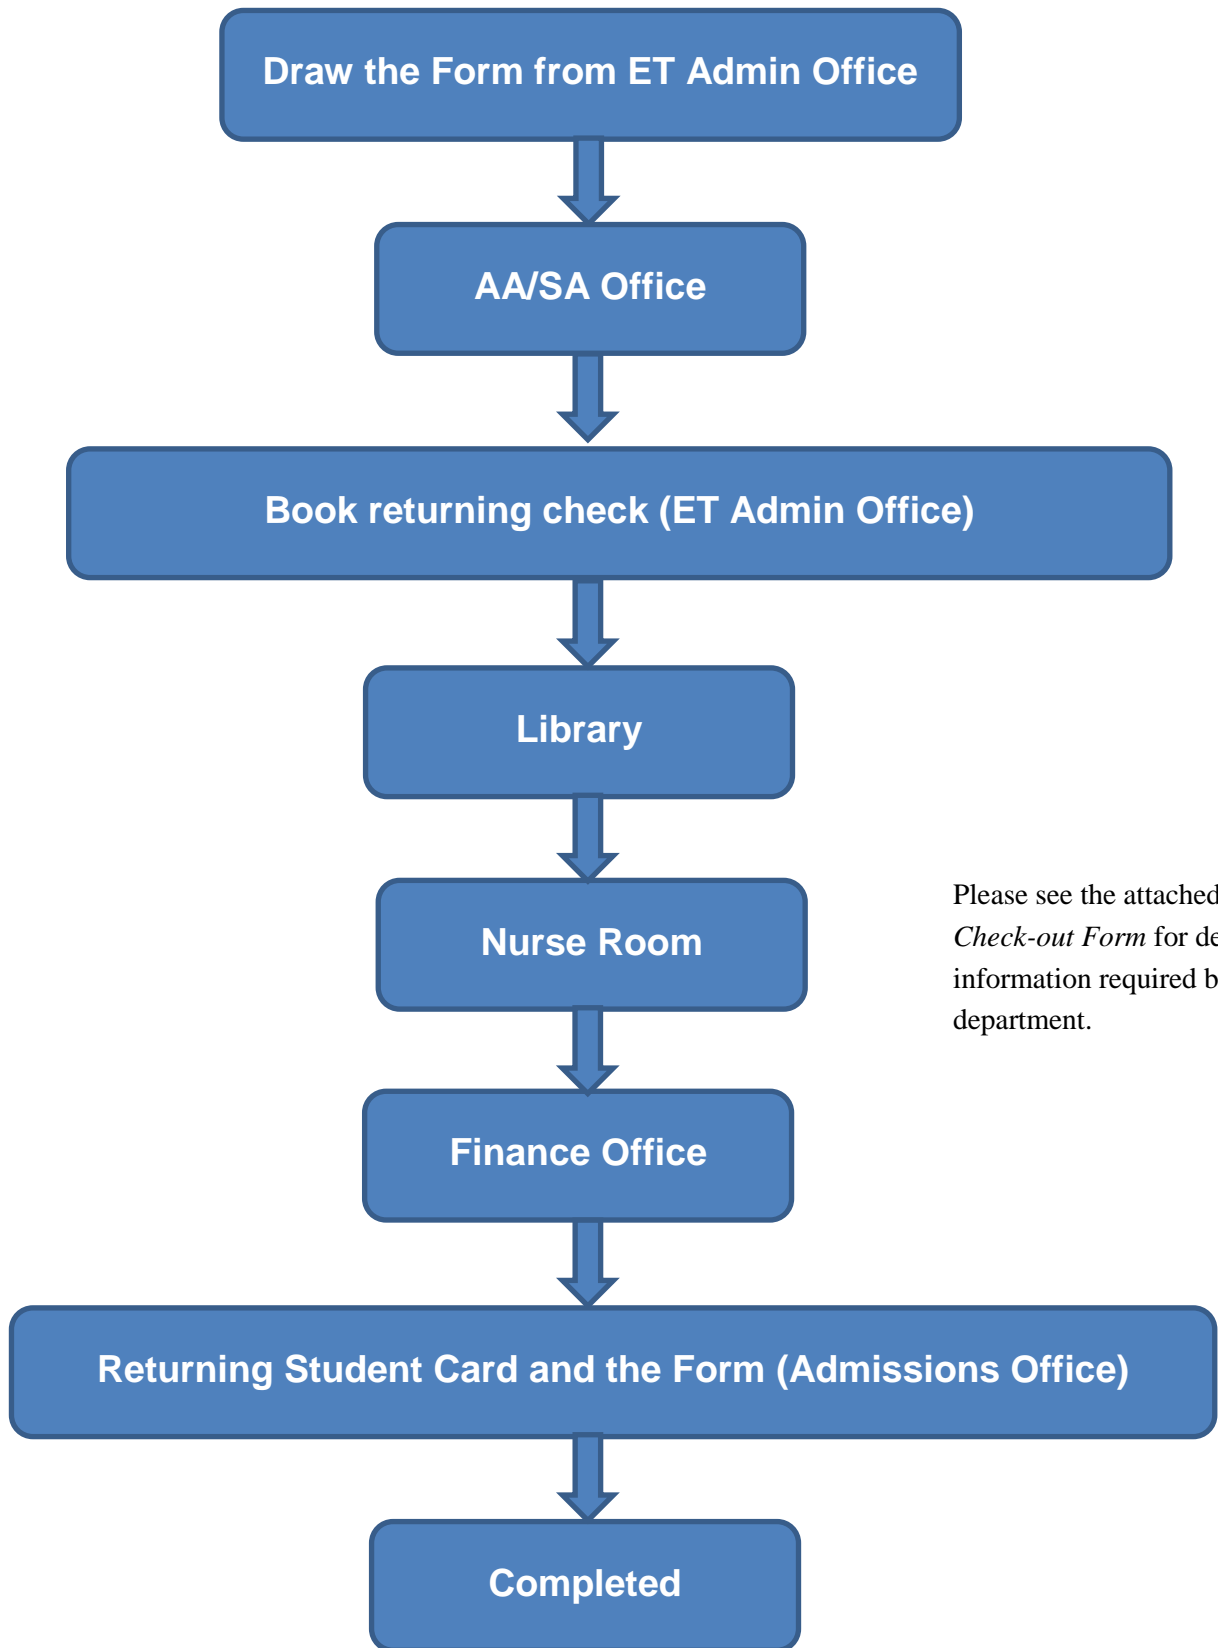 Draw the Form from ET Admin Office
AA/SA Office
Book returning check (ET Admin Office)
Library
Nurse Room
Please see the attached
Check-out Form for de
information required b
department.
Finance Office
Returning Student Card and the Form (Admissions Office)
Completed